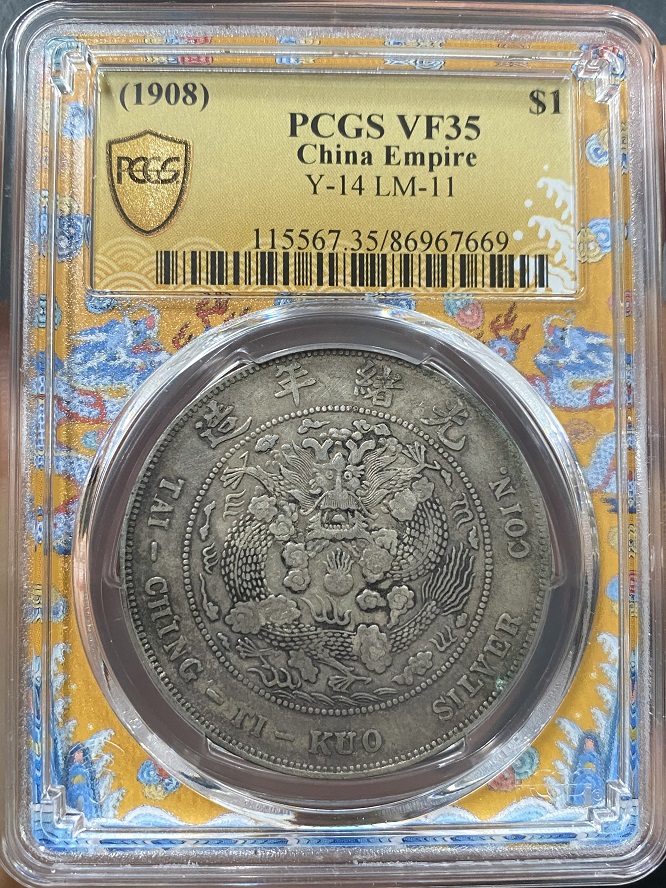 (1908)
$1
PCGS VF35
China Empire
Y-14 LM-11
PCGS
115567.35/86967669
造年緒光
TAI-CHING-TI-KUO SILVER COIN.